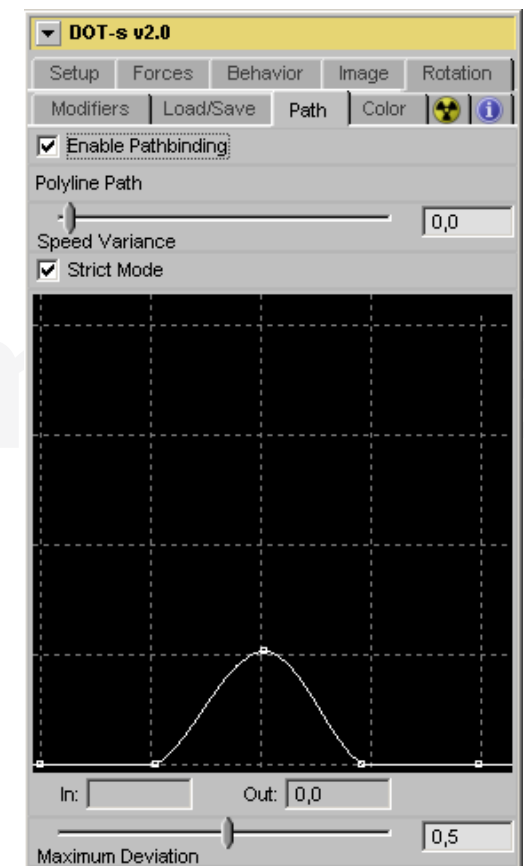 DOT-s v2.0
Setup Forces Behavior Image Rotation
Modifiers Load/Save Path Color
Enable Pathbinding
Polyline Path
0,0
Speed Variance
Strict Mode
In: Out: 0,0
0,5
Maximum Deviation